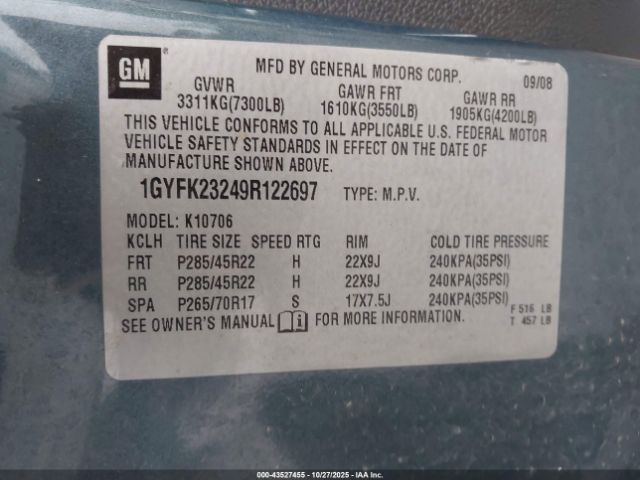 GM
®
MFD BY GENERAL MOTORS CORP. 09/08
GVWR GAWR FRT GAWR RR
3311KG(7300LB) 1610KG(3550LB) 1905KG(4200LB)
THIS VEHICLE CONFORMS TO ALL APPLICABLE U.S. FEDERAL MOTOR
VEHICLE SAFETY STANDARDS IN EFFECT ON THE DATE OF
MANUFACTURE SHOWN ABOVE.
1GYFK23249R122697 TYPE: M.P.V.
MODEL: K10706
KCLH TIRE SIZE SPEED RTG RIM COLD TIRE PRESSURE
FRT P285/45R22 H 22X9J 240KPA(35PSI)
RR P285/45R22 H 22X9J 240KPA(35PSI)
SPA P265/70R17 S 17X7.5J 240KPA(35PSI)
SEE OWNER'S MANUAL FOR MORE INFORMATION.
F 516 LB
T 457 LB
00-43527455 | 10/27/2025 | IAAI.COM